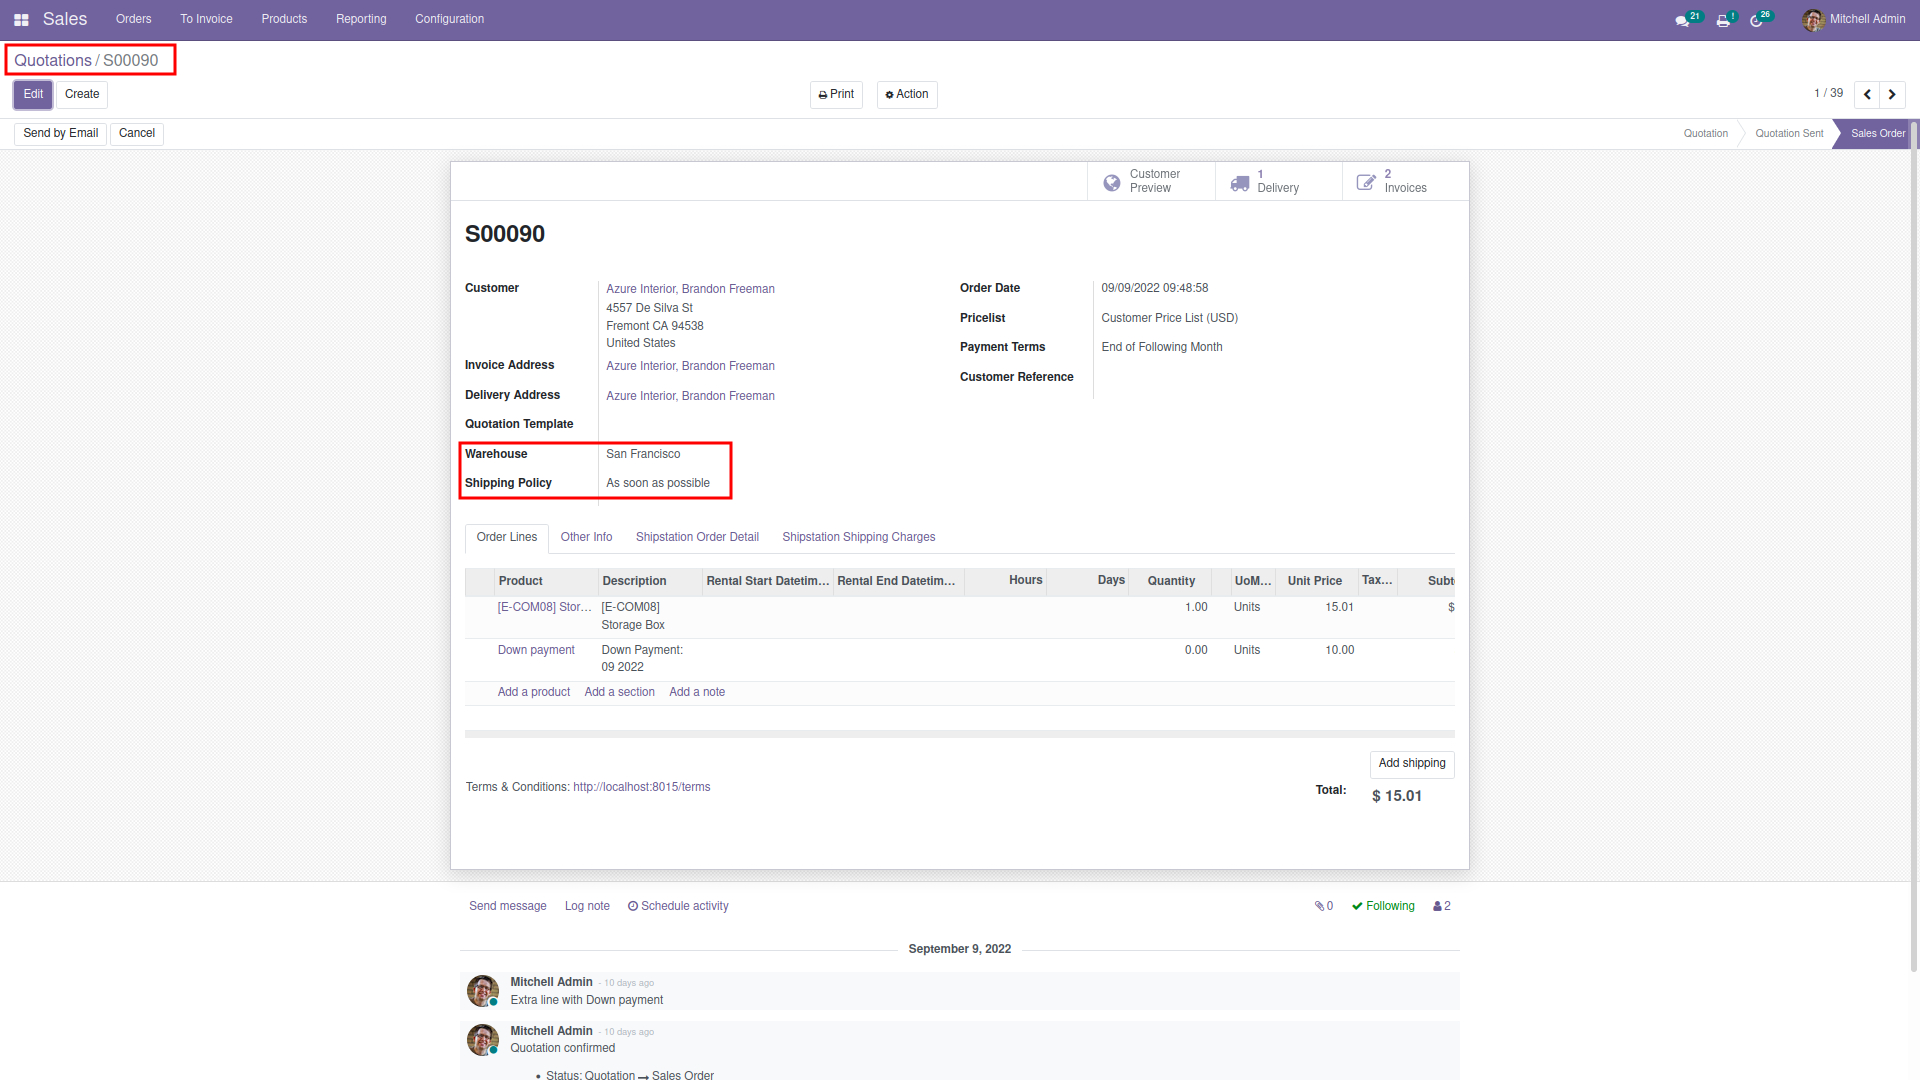 Sales Orders To Invoice Products Reporting Configuration 21 ! 26 Mitchell Admin
Quotations / S00090
Edit Create Print Action 1 / 39
Send by Email Cancel Quotation Quotation Sent Sales Order
Customer Preview
1 Delivery
2 Invoices
S00090
Customer Azure Interior, Brandon Freeman
4557 De Silva St
Fremont CA 94538
United States
Invoice Address Azure Interior, Brandon Freeman
Delivery Address Azure Interior, Brandon Freeman
Quotation Template
Warehouse San Francisco
Shipping Policy As soon as possible
Order Date 09/09/2022 09:48:58
Pricelist Customer Price List (USD)
Payment Terms End of Following Month
Customer Reference
Order Lines Other Info Shipstation Order Detail Shipstation Shipping Charges
Product Description Rental Start Datetim... Rental End Datetim... Hours Days Quantity UoM... Unit Price Tax... Subt
[E-COM08] Stor... [E-COM08] 1.00 Units 15.01 $
Storage Box
Down payment Down Payment: 0.00 Units 10.00
09 2022
Add a product Add a section Add a note
Add shipping
Terms & Conditions: http://localhost:8015/terms
Total: $ 15.01
Send message Log note Schedule activity 0 Following 2
September 9, 2022
Mitchell Admin - 10 days ago
Extra line with Down payment
Mitchell Admin - 10 days ago
Quotation confirmed
• Status: Quotation → Sales Order